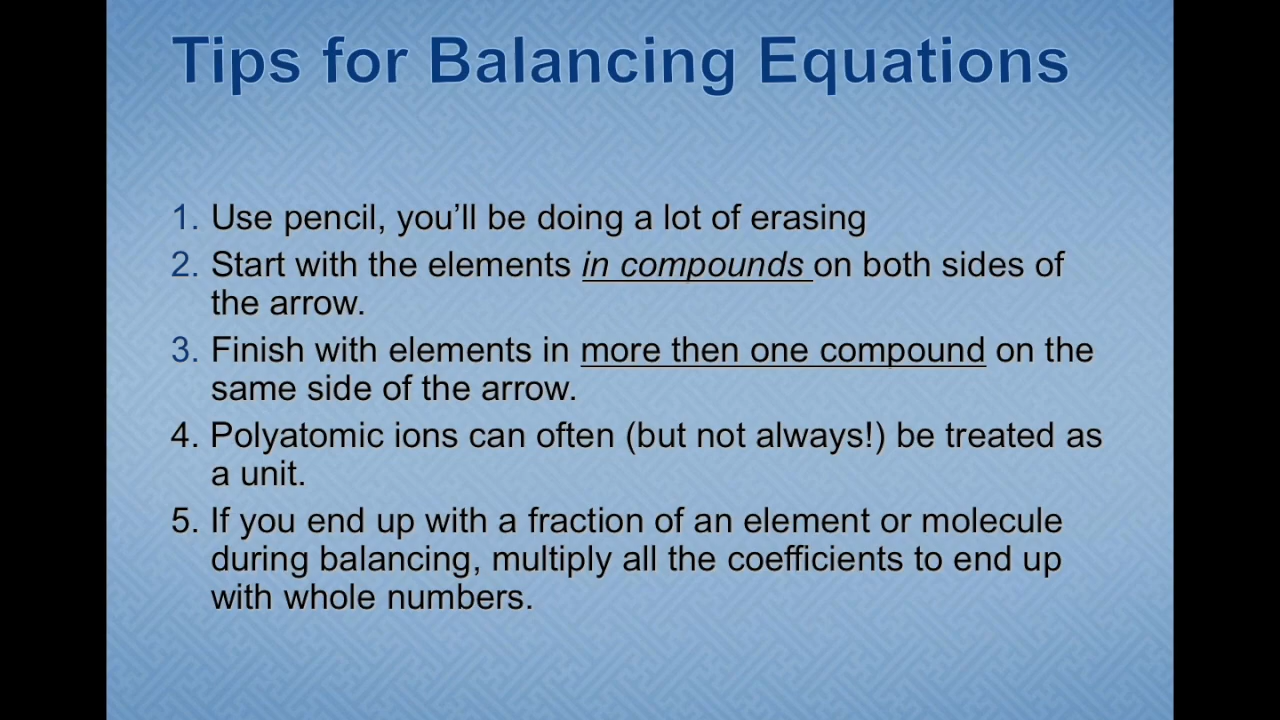 Tips for Balancing Equations
1. Use pencil, you’ll be doing a lot of erasing
2. Start with the elements in compounds on both sides of
the arrow.
3. Finish with elements in more then one compound on the
same side of the arrow.
4. Polyatomic ions can often (but not always!) be treated as
a unit.
5. If you end up with a fraction of an element or molecule
during balancing, multiply all the coefficients to end up
with whole numbers.